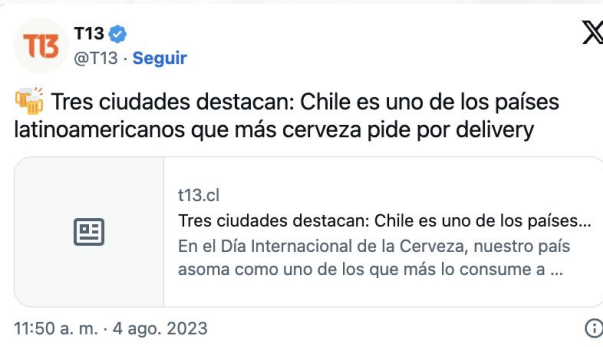 T13
T13
@T13 · Seguir
🍻 Tres ciudades destacan: Chile es uno de los países
latinoamericanos que más cerveza pide por delivery
t13.cl
Tres ciudades destacan: Chile es uno de los países...
En el Día Internacional de la Cerveza, nuestro país
asoma como uno de los que más lo consume a ...
11:50 a. m. · 4 ago. 2023